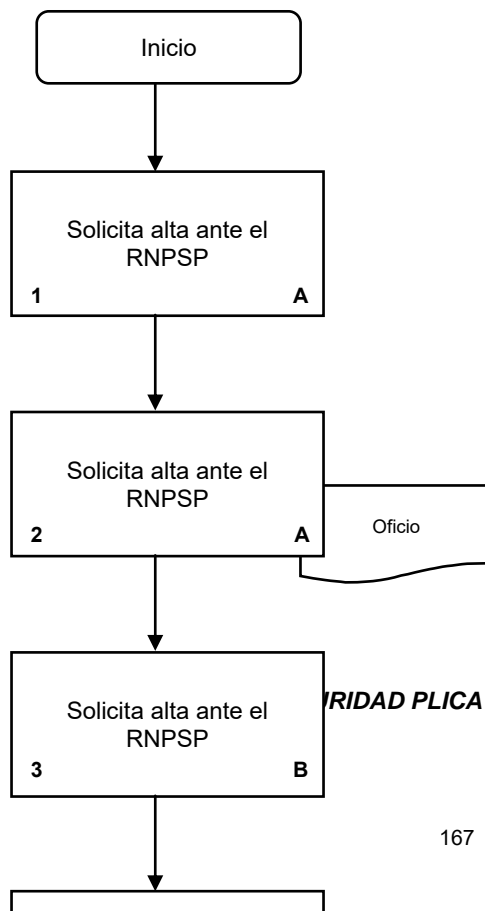 Inicio
Solicita alta ante el
RNPSP
1 A
Solicita alta ante el
RNPSP
2 A
Oficio
Solicita alta ante el
RNPSP
3 B
PLICA
167